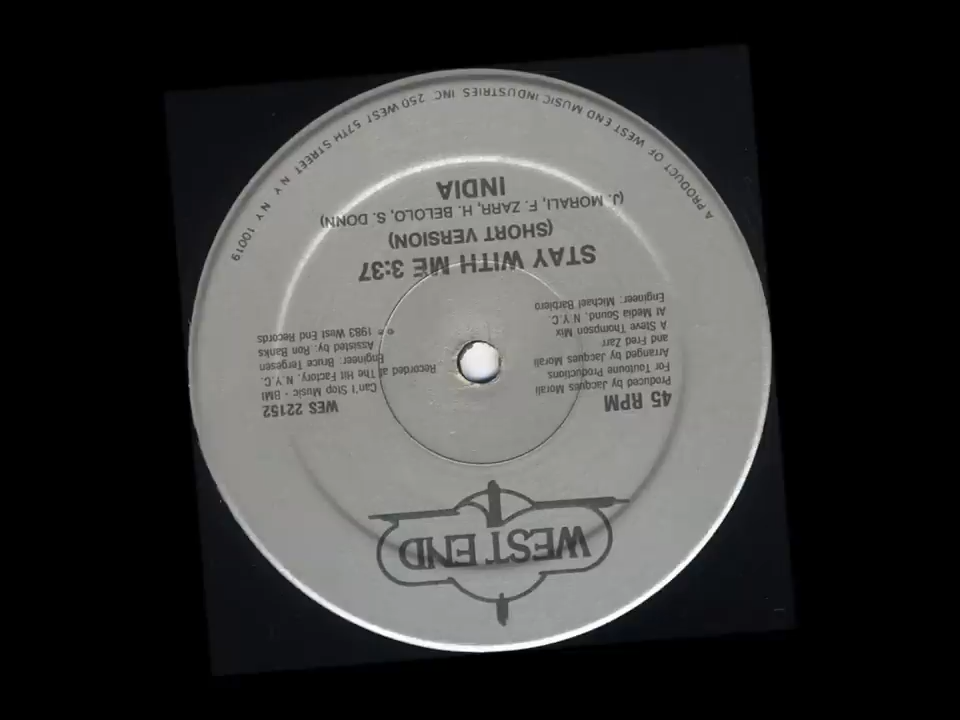 WEST END
45 RPM
Produced by Jacques Morali
For Toutoune Productions
Arranged by Jacques Morali
and Fred Zarr
A Steve Thompson Mix
At Media Sound, N.Y.C.
Engineer: Michael Barbiero
WES 22152
Can't Stop Music - BMI
Recorded at The Hit Factory, N.Y.C.
Engineer: Bruce Tergesen
Assisted by: Ron Banks
© ℗ 1983 West End Records
STAY WITH ME 3:37
(SHORT VERSION)
(J. MORALI, F. ZARR, H. BELOLO, S. DONN)
INDIA
A PRODUCT OF WEST END MUSIC INDUSTRIES INC 250 WEST 57TH STREET N Y N Y 10019